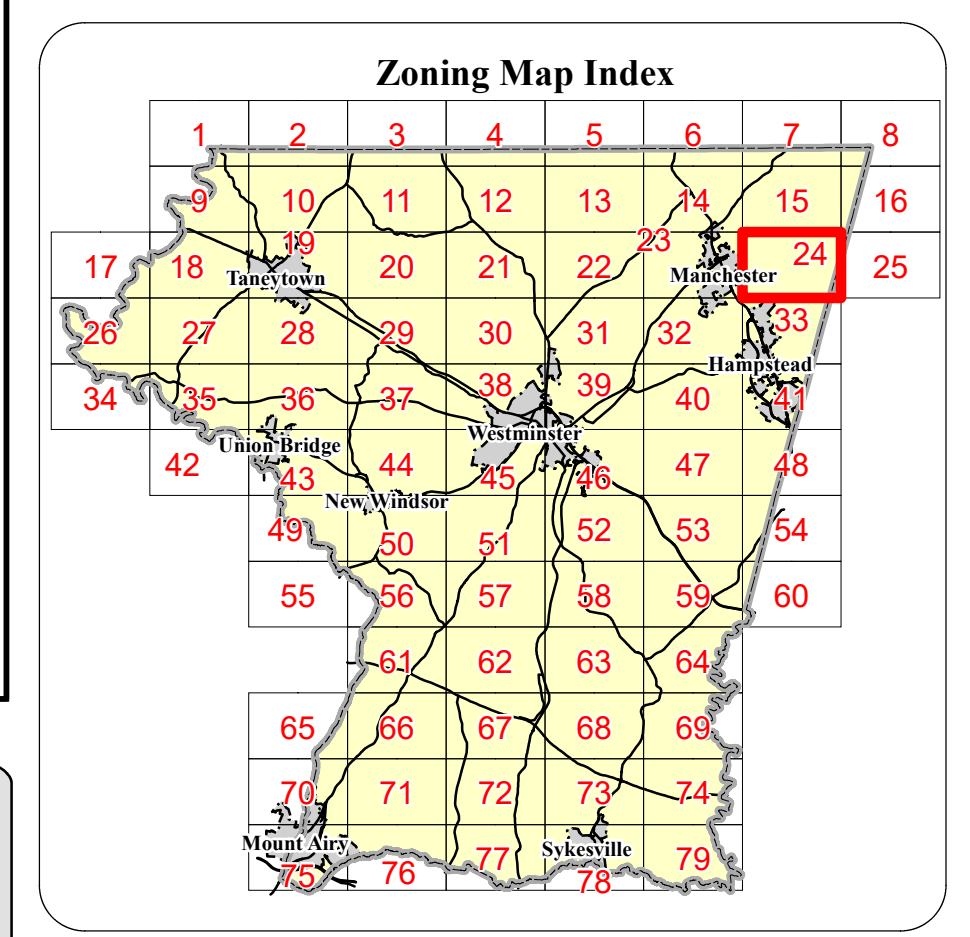 Zoning Map Index
1 2 3 4 5 6 7 8
9 10 11 12 13 14 15 16
17 18 19 20 21 22 23 24 25
Taneytown Manchester
26 27 28 29 30 31 32 33
Hampstead
34 35 36 37 38 39 40 41
Union Bridge Westminster
42 43 44 45 46 47 48
New Windsor
49 50 51 52 53 54
55 56 57 58 59 60
61 62 63 64
65 66 67 68 69
70 71 72 73 74
Mount Airy Sykesville
75 76 77 78 79